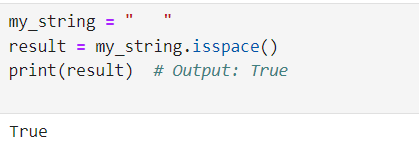 my_string = "   "
result = my_string.isspace()
print(result)  # Output: True
True